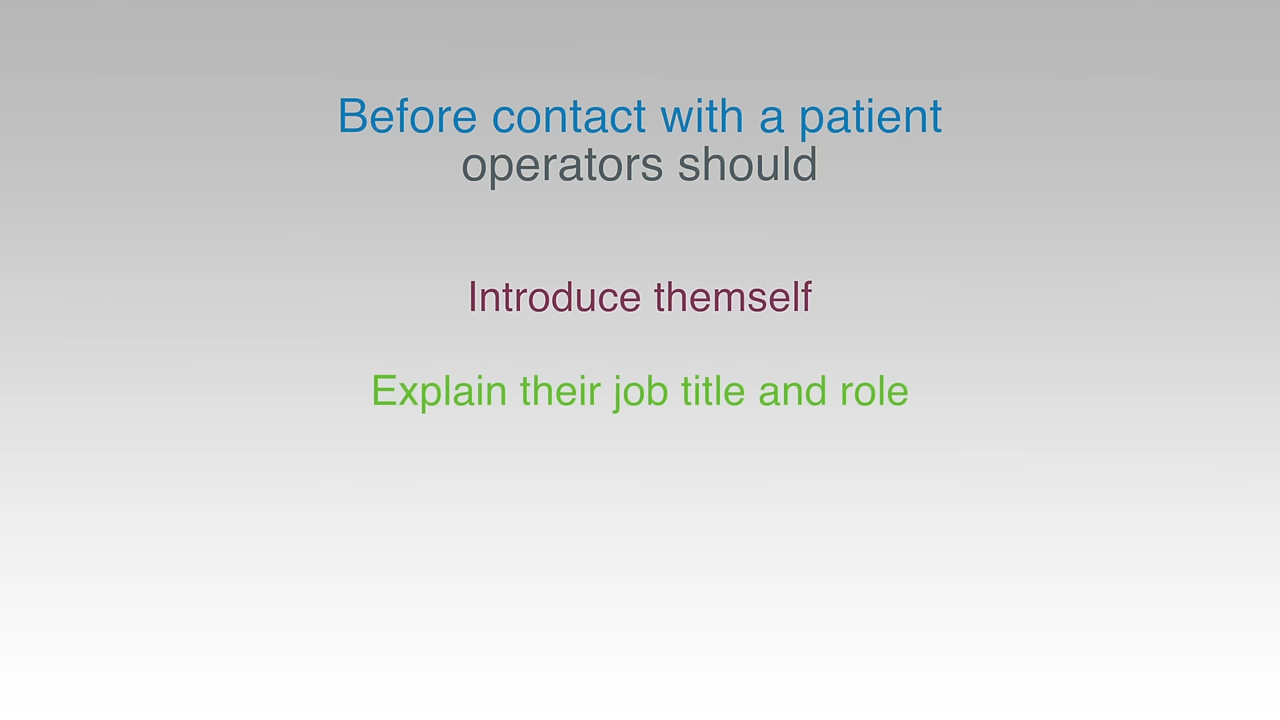 Before contact with a patient
operators should
Introduce themself
Explain their job title and role